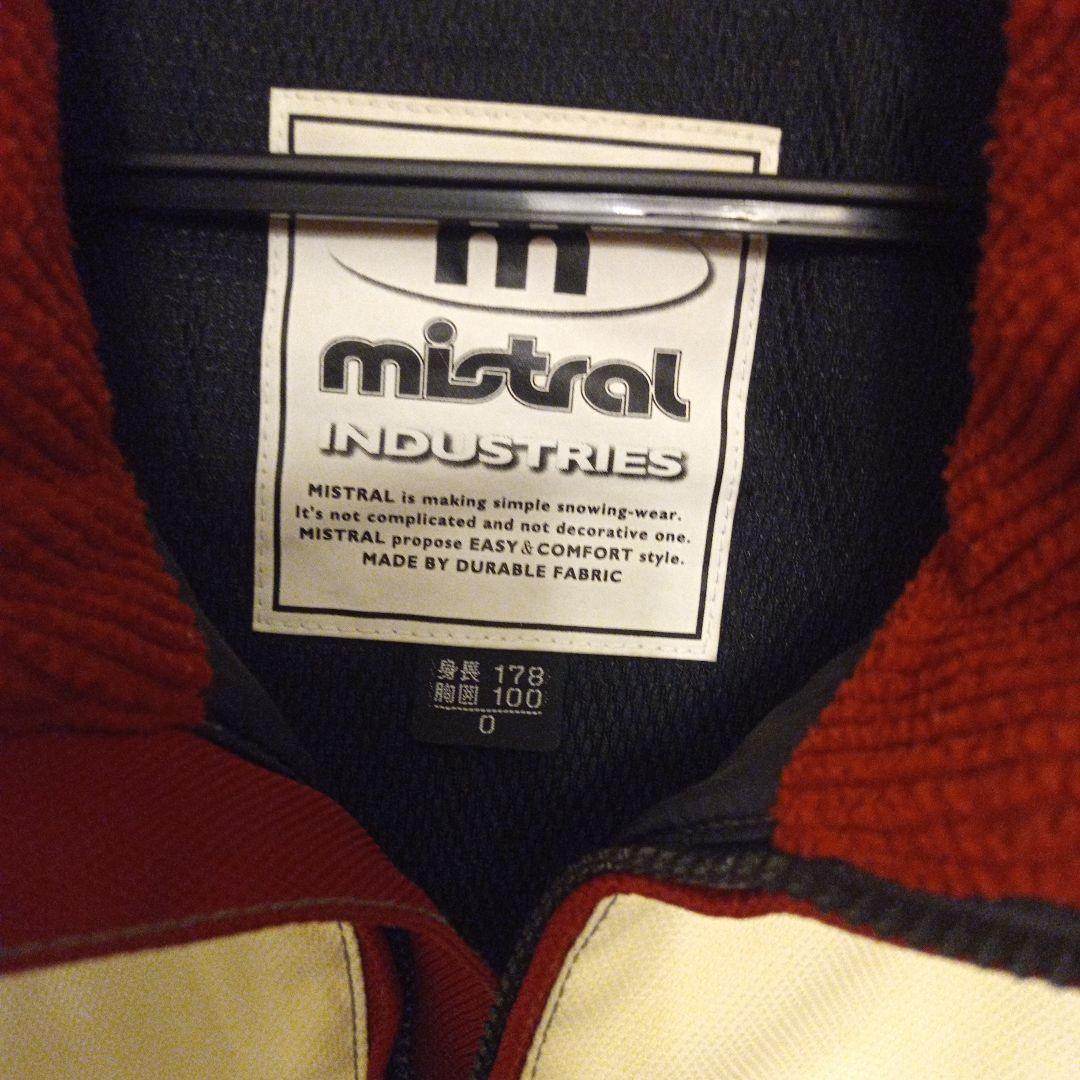 m
mistral
INDUSTRIES
MISTRAL is making simple snowing-wear.
It's not complicated and not decorative one.
MISTRAL propose EASY & COMFORT style.
MADE BY DURABLE FABRIC
身長 178
胸囲 100
O